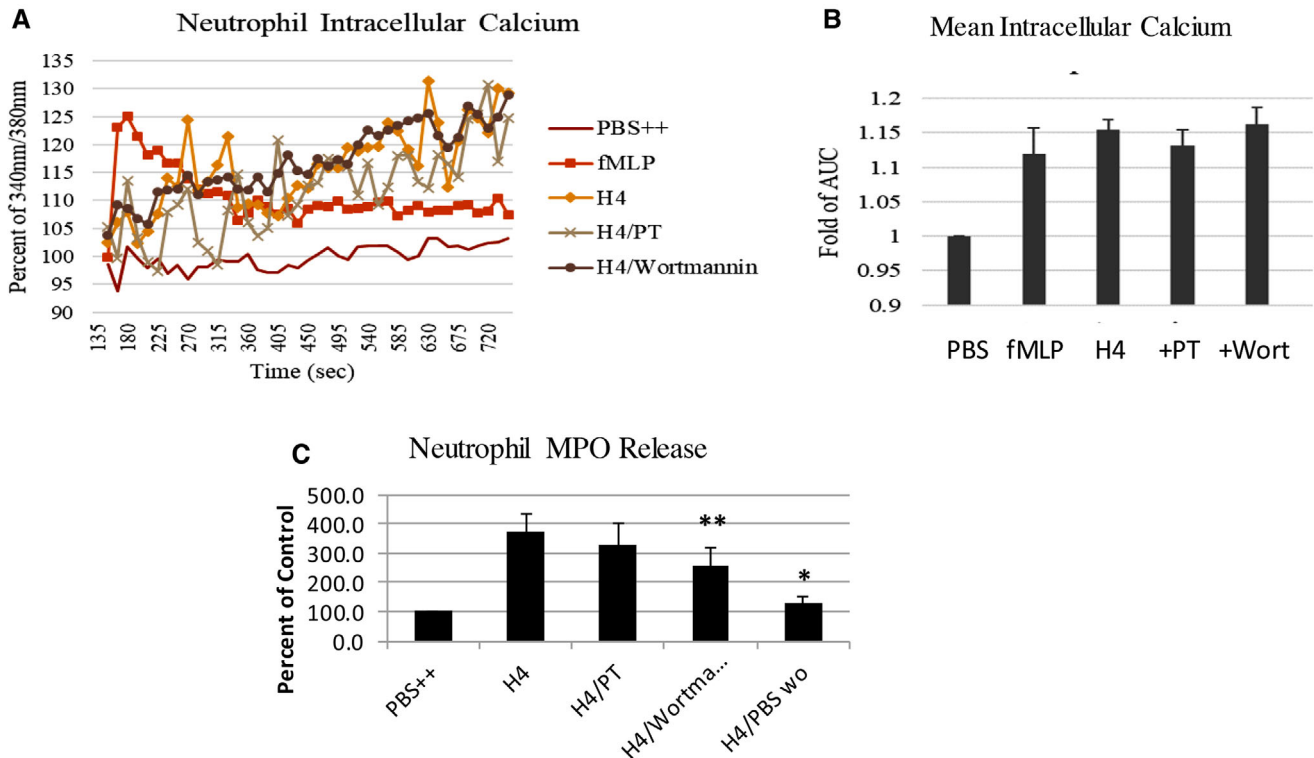 A
Neutrophil Intracellular Calcium
Percent of 340nm/380nm
135
130
125
120
115
110
105
100
95
90
135
180
225
270
315
360
405
450
495
540
585
630
675
720
Time (sec)
PBS++
fMLP
H4
H4/PT
H4/Wortmannin
B
Mean Intracellular Calcium
Fold of AUC
1.2
1.15
1.1
1.05
1
0.95
0.9
PBS
fMLP
H4
+PT
+Wort
C
Neutrophil MPO Release
Percent of Control
500.0
400.0
300.0
200.0
100.0
0.0
**
*
PBS++
H4
H4/PT
H4/Wortma...
H4/PBS wo